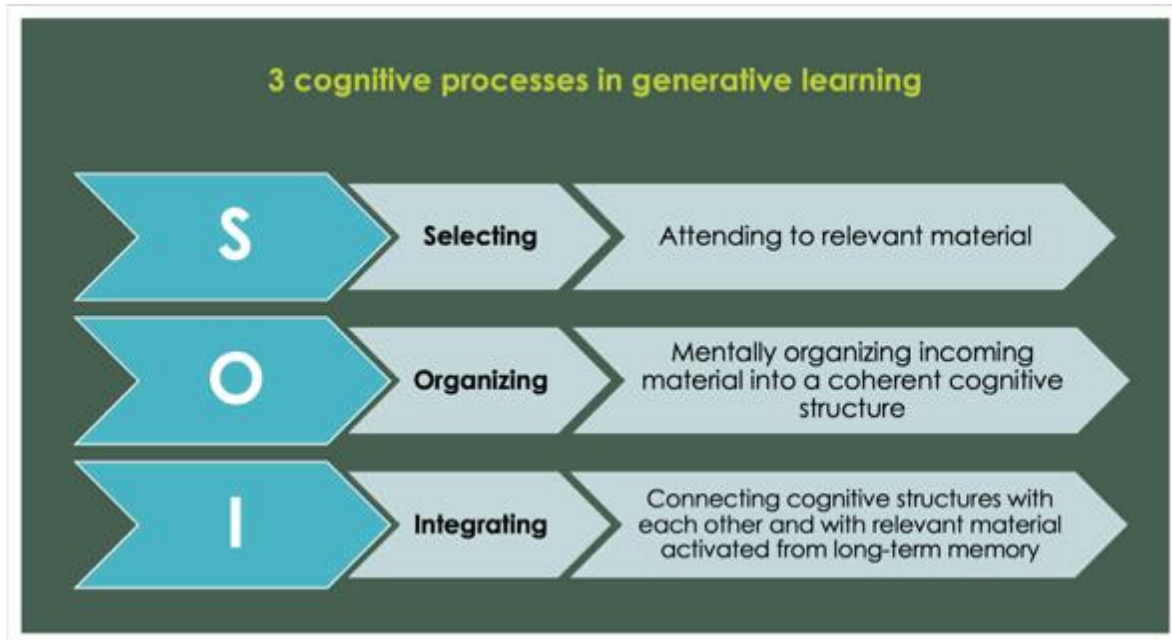 3 cognitive processes in generative learning
S
Selecting
Attending to relevant material
O
Organizing
Mentally organizing incoming
material into a coherent cognitive
structure
I
Integrating
Connecting cognitive structures with
each other and with relevant material
activated from long-term memory